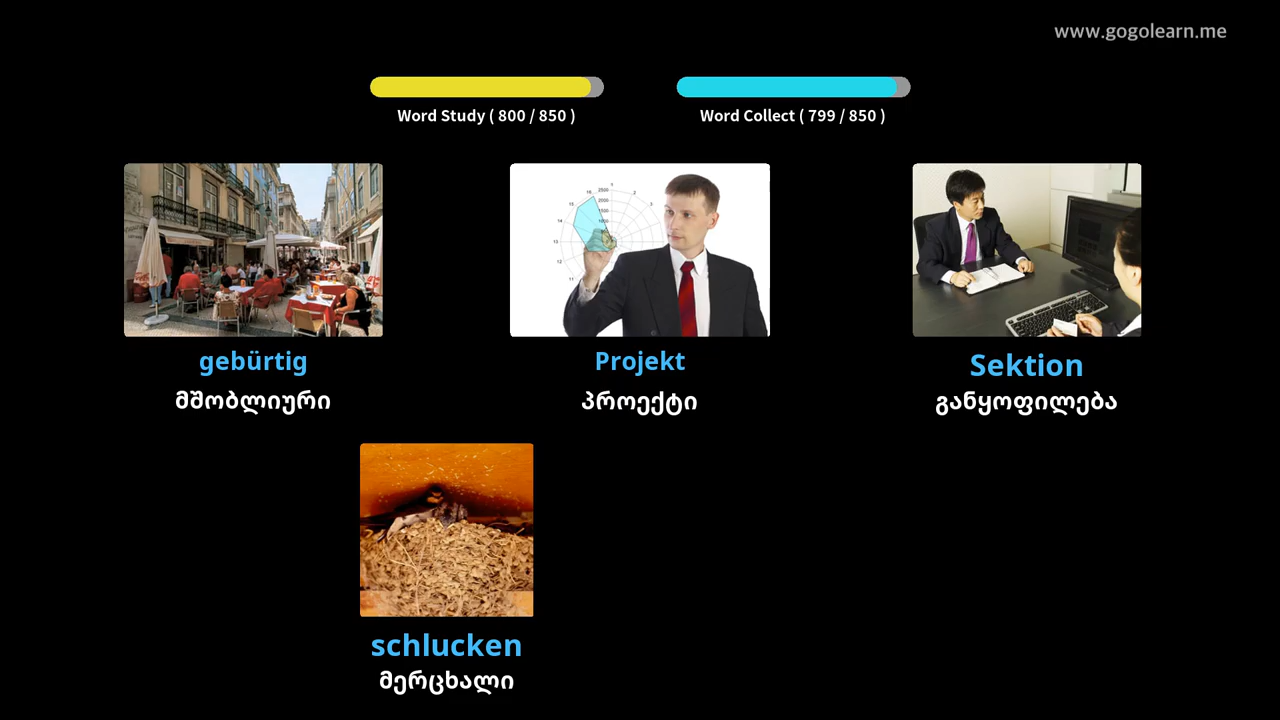 www.gogolearn.me
Word Study ( 800 / 850 )
Word Collect ( 799 / 850 )
gebürtig
მშობლიური
Projekt
პროექტი
Sektion
განყოფილება
schlucken
მერცხალი